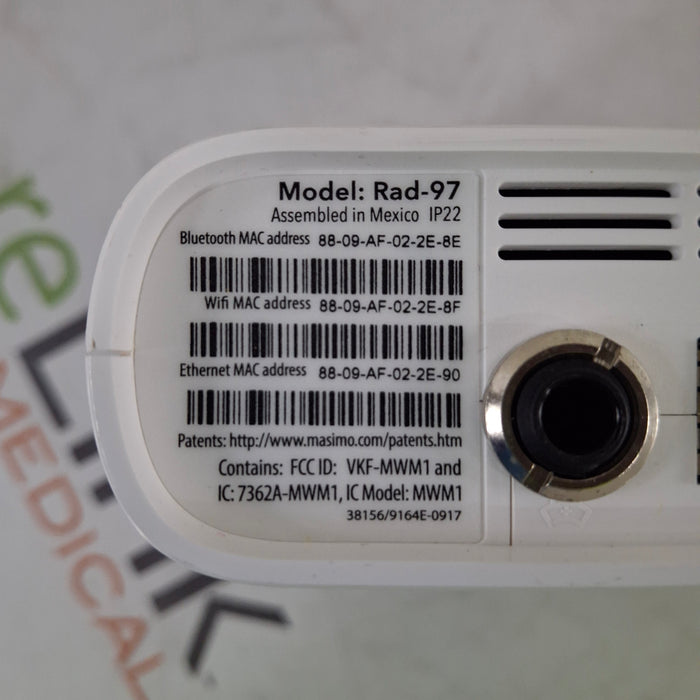 Model: Rad-97
Assembled in Mexico IP22
Bluetooth MAC address 88-09-AF-02-2E-8E
Wifi MAC address 88-09-AF-02-2E-8F
Ethernet MAC address 88-09-AF-02-2E-90
Patents: http://www.masimo.com/patents.htm
Contains: FCC ID: VKF-MWM1 and
IC: 7362A-MWM1, IC Model: MWM1
38156/9164E-0917
reLINK
MEDICAL